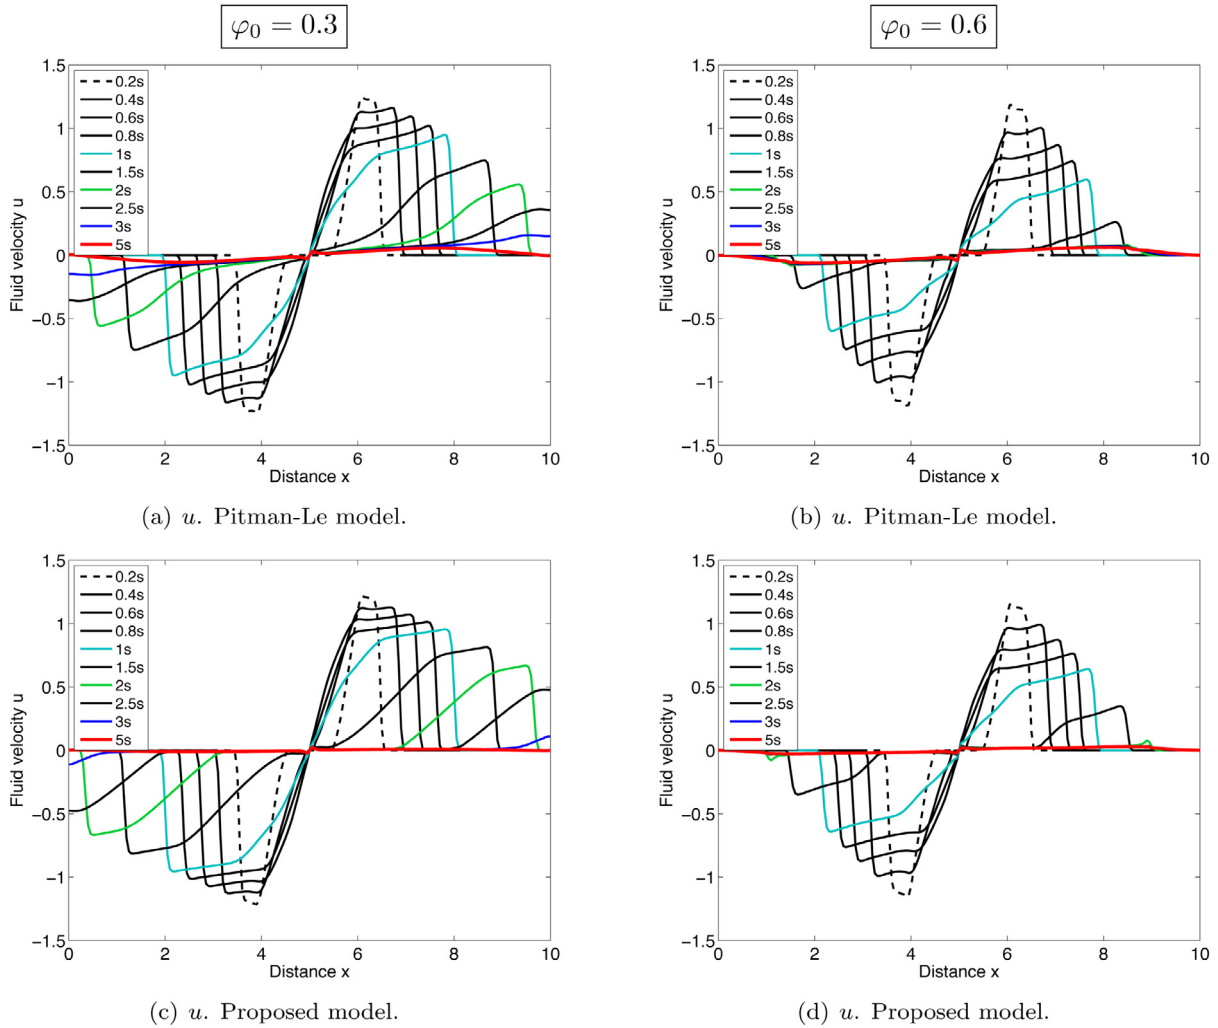 φ₀ = 0.3
φ₀ = 0.6
1.5
1
0.5
0
−0.5
−1
−1.5
Fluid velocity u
0.2s
0.4s
0.6s
0.8s
1s
1.5s
2s
2.5s
3s
5s
0 2 4 6 8 10
Distance x
(a) u. Pitman-Le model.
1.5
1
0.5
0
−0.5
−1
−1.5
Fluid velocity u
0.2s
0.4s
0.6s
0.8s
1s
1.5s
2s
2.5s
3s
5s
0 2 4 6 8 10
Distance x
(b) u. Pitman-Le model.
1.5
1
0.5
0
−0.5
−1
−1.5
Fluid velocity u
0.2s
0.4s
0.6s
0.8s
1s
1.5s
2s
2.5s
3s
5s
0 2 4 6 8 10
Distance x
(c) u. Proposed model.
1.5
1
0.5
0
−0.5
−1
−1.5
Fluid velocity u
0.2s
0.4s
0.6s
0.8s
1s
1.5s
2s
2.5s
3s
5s
0 2 4 6 8 10
Distance x
(d) u. Proposed model.